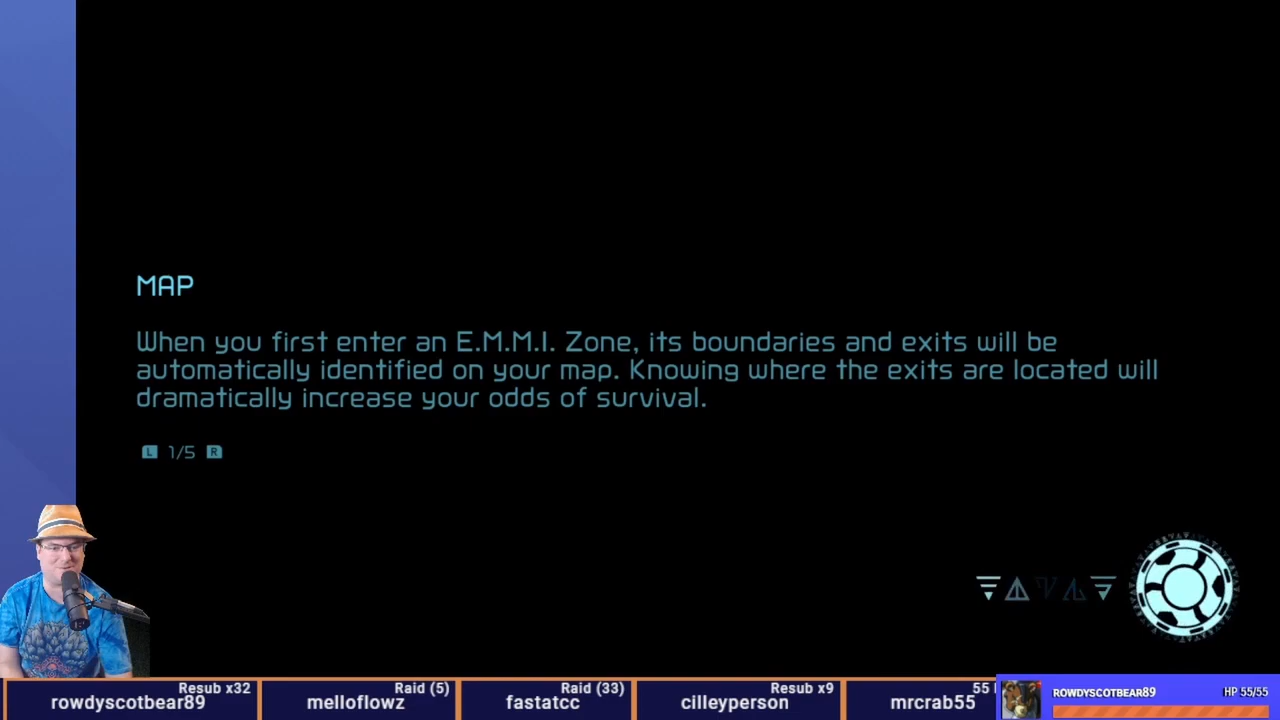 MAP
When you first enter an E.M.M.I. Zone, its boundaries and exits will be
automatically identified on your map. Knowing where the exits are located will
dramatically increase your odds of survival.
L 1/5 R
Resub x32
rowdyscotbear89
Raid (5)
melloflowz
Raid (33)
fastatcc
Resub x9
cilleyperson
55
mrcrab55
ROWDYSCOTBEAR89 HP 55/55